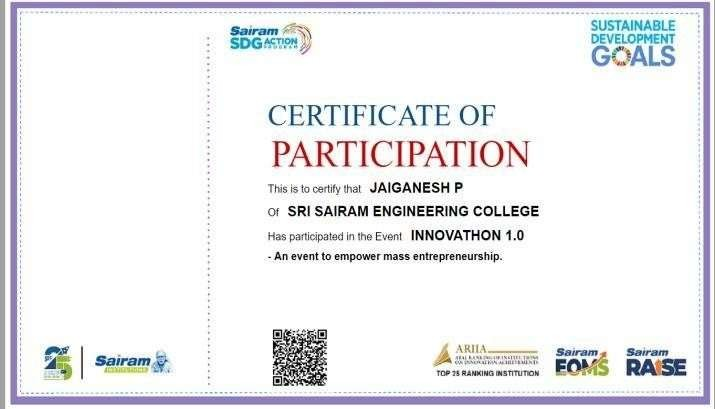 Sairam
SDG ACTION
PROGRAM
SUSTAINABLE
DEVELOPMENT
GOALS
CERTIFICATE OF
PARTICIPATION
This is to certify that JAIGANESH P
Of SRI SAIRAM ENGINEERING COLLEGE
Has participated in the Event INNOVATHON 1.0
- An event to empower mass entrepreneurship.
25
Sairam
INSTITUTIONS
ARIIA
ATAL RANKING OF INSTITUTIONS
ON INNOVATION ACHIEVEMENTS
TOP 25 RANKING INSTITUTION
Sairam
EOMS
Sairam
RAISE